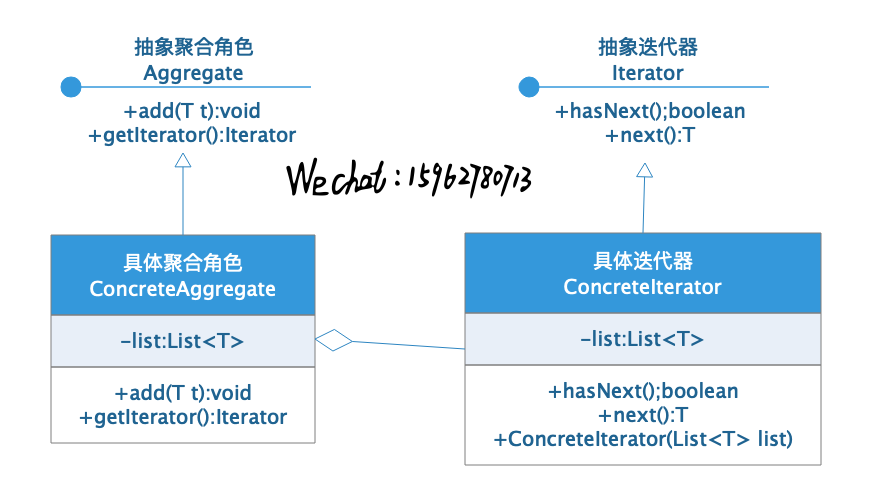 抽象聚合角色
Aggregate
+add(T t):void
+getIterator():Iterator
抽象迭代器
Iterator
+hasNext();boolean
+next():T
Wechat:15962780713
具体聚合角色
ConcreteAggregate
-list:List<T>
+add(T t):void
+getIterator():Iterator
具体迭代器
ConcreteIterator
-list:List<T>
+hasNext();boolean
+next():T
+ConcreteIterator(List<T> list)